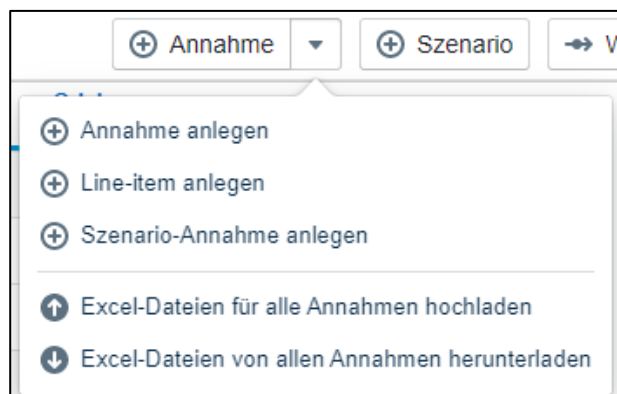 Annahme
Szenario
Annahme anlegen
Line-item anlegen
Szenario-Annahme anlegen
Excel-Dateien für alle Annahmen hochladen
Excel-Dateien von allen Annahmen herunterladen